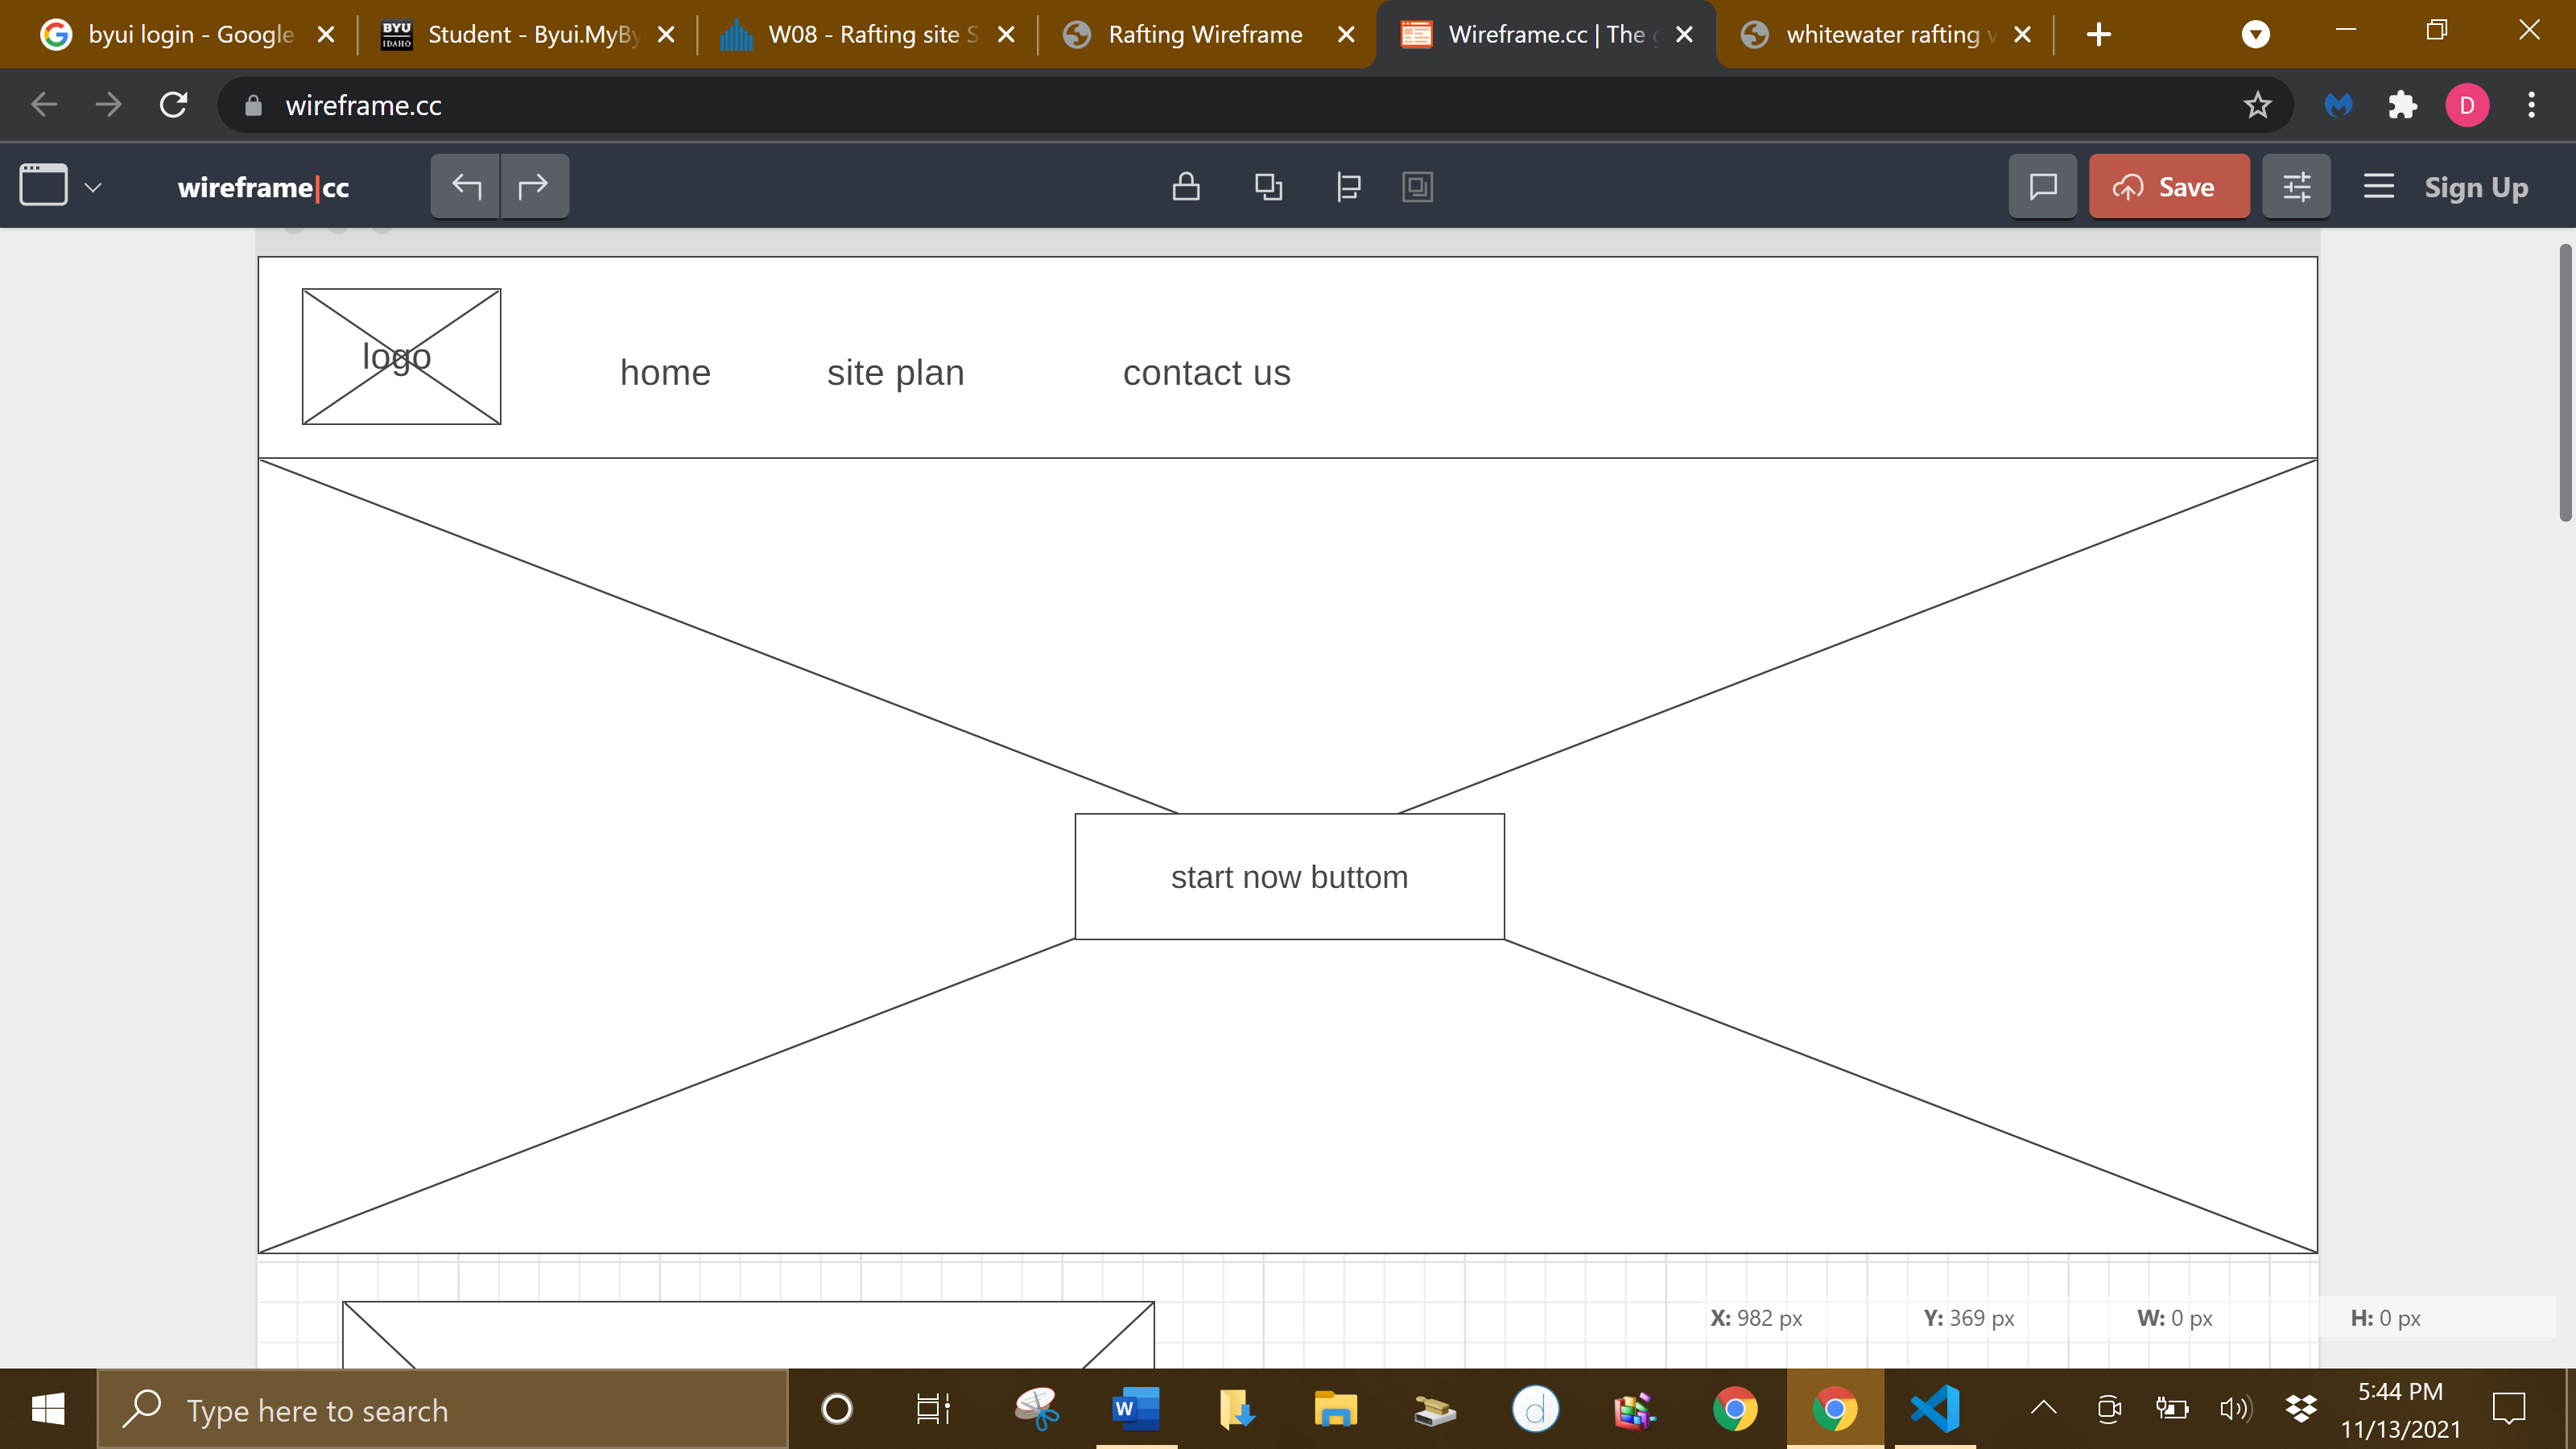 byui login - Google
Student - Byui.MyBy
W08 - Rafting site S
Rafting Wireframe
Wireframe.cc | The g
whitewater rafting v
BYU
IDAHO
wireframe.cc
D
wireframe|cc
Save
Sign Up
logo
home
site plan
contact us
start now buttom
X: 982 px
Y: 369 px
W: 0 px
H: 0 px
Type here to search
W
d
5:44 PM
11/13/2021